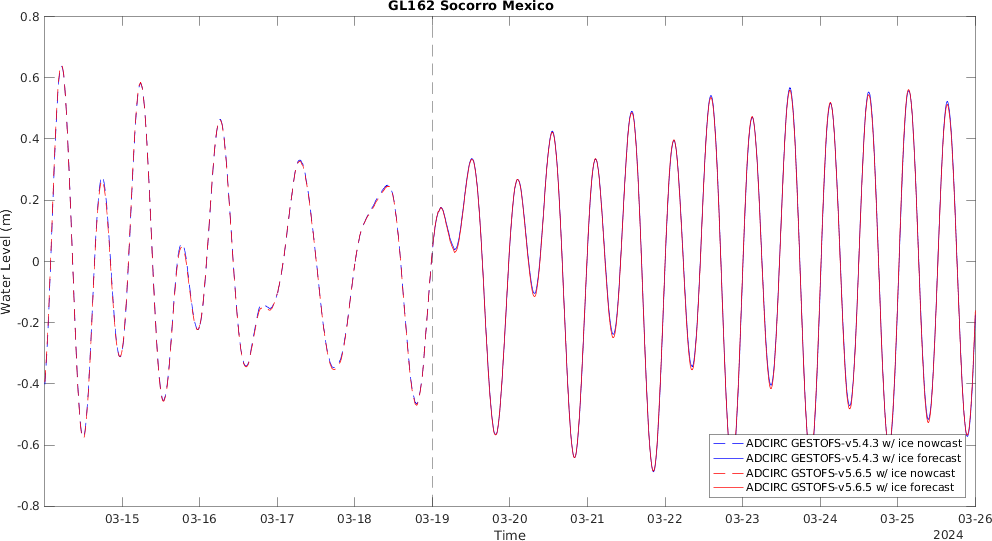 GL162 Socorro Mexico
Water Level (m)
0.8
0.6
0.4
0.2
0
-0.2
-0.4
-0.6
-0.8
ADCIRC GESTOFS-v5.4.3 w/ ice nowcast
ADCIRC GESTOFS-v5.4.3 w/ ice forecast
ADCIRC GSTOFS-v5.6.5 w/ ice nowcast
ADCIRC GSTOFS-v5.6.5 w/ ice forecast
03-15 03-16 03-17 03-18 03-19 03-20 03-21 03-22 03-23 03-24 03-25 03-26
Time
2024